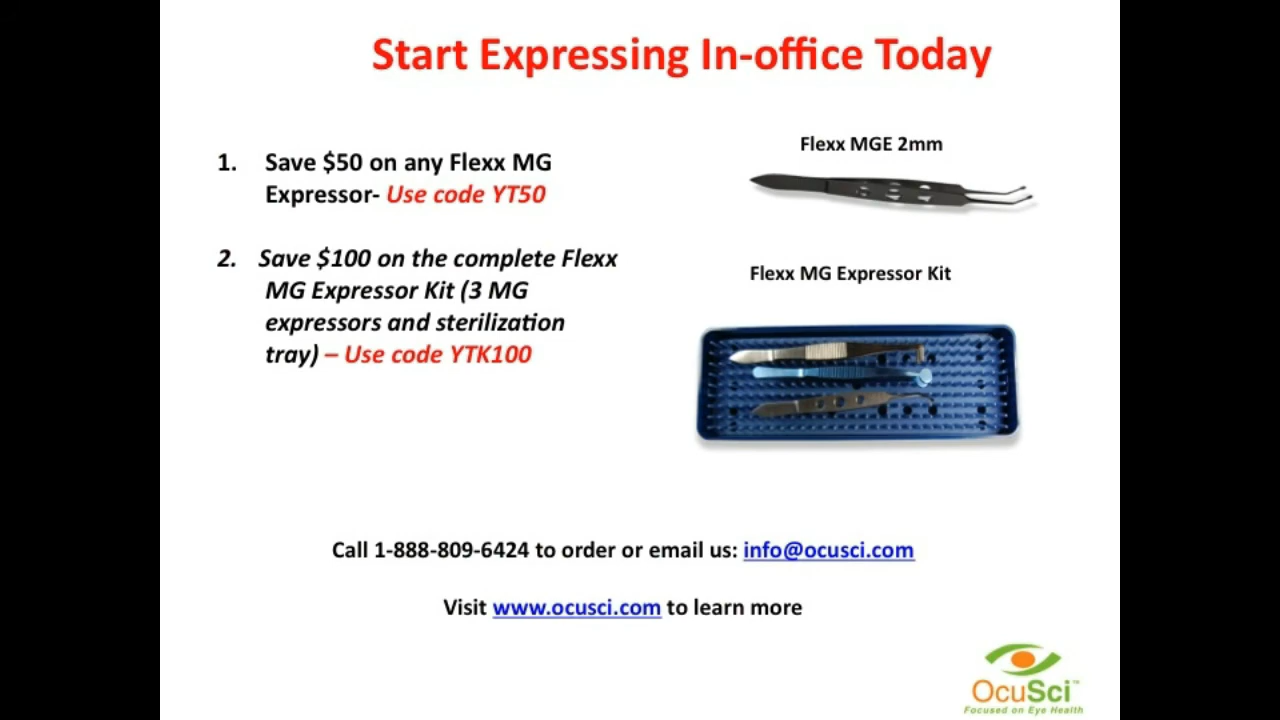 Start Expressing In-office Today
1. Save $50 on any Flexx MG
Expressor- Use code YT50
2. Save $100 on the complete Flexx
MG Expressor Kit (3 MG
expressors and sterilization
tray) – Use code YTK100
Flexx MGE 2mm
Flexx MG Expressor Kit
Call 1-888-809-6424 to order or email us: info@ocusci.com
Visit www.ocusci.com to learn more
OcuSci™
Focused on Eye Health